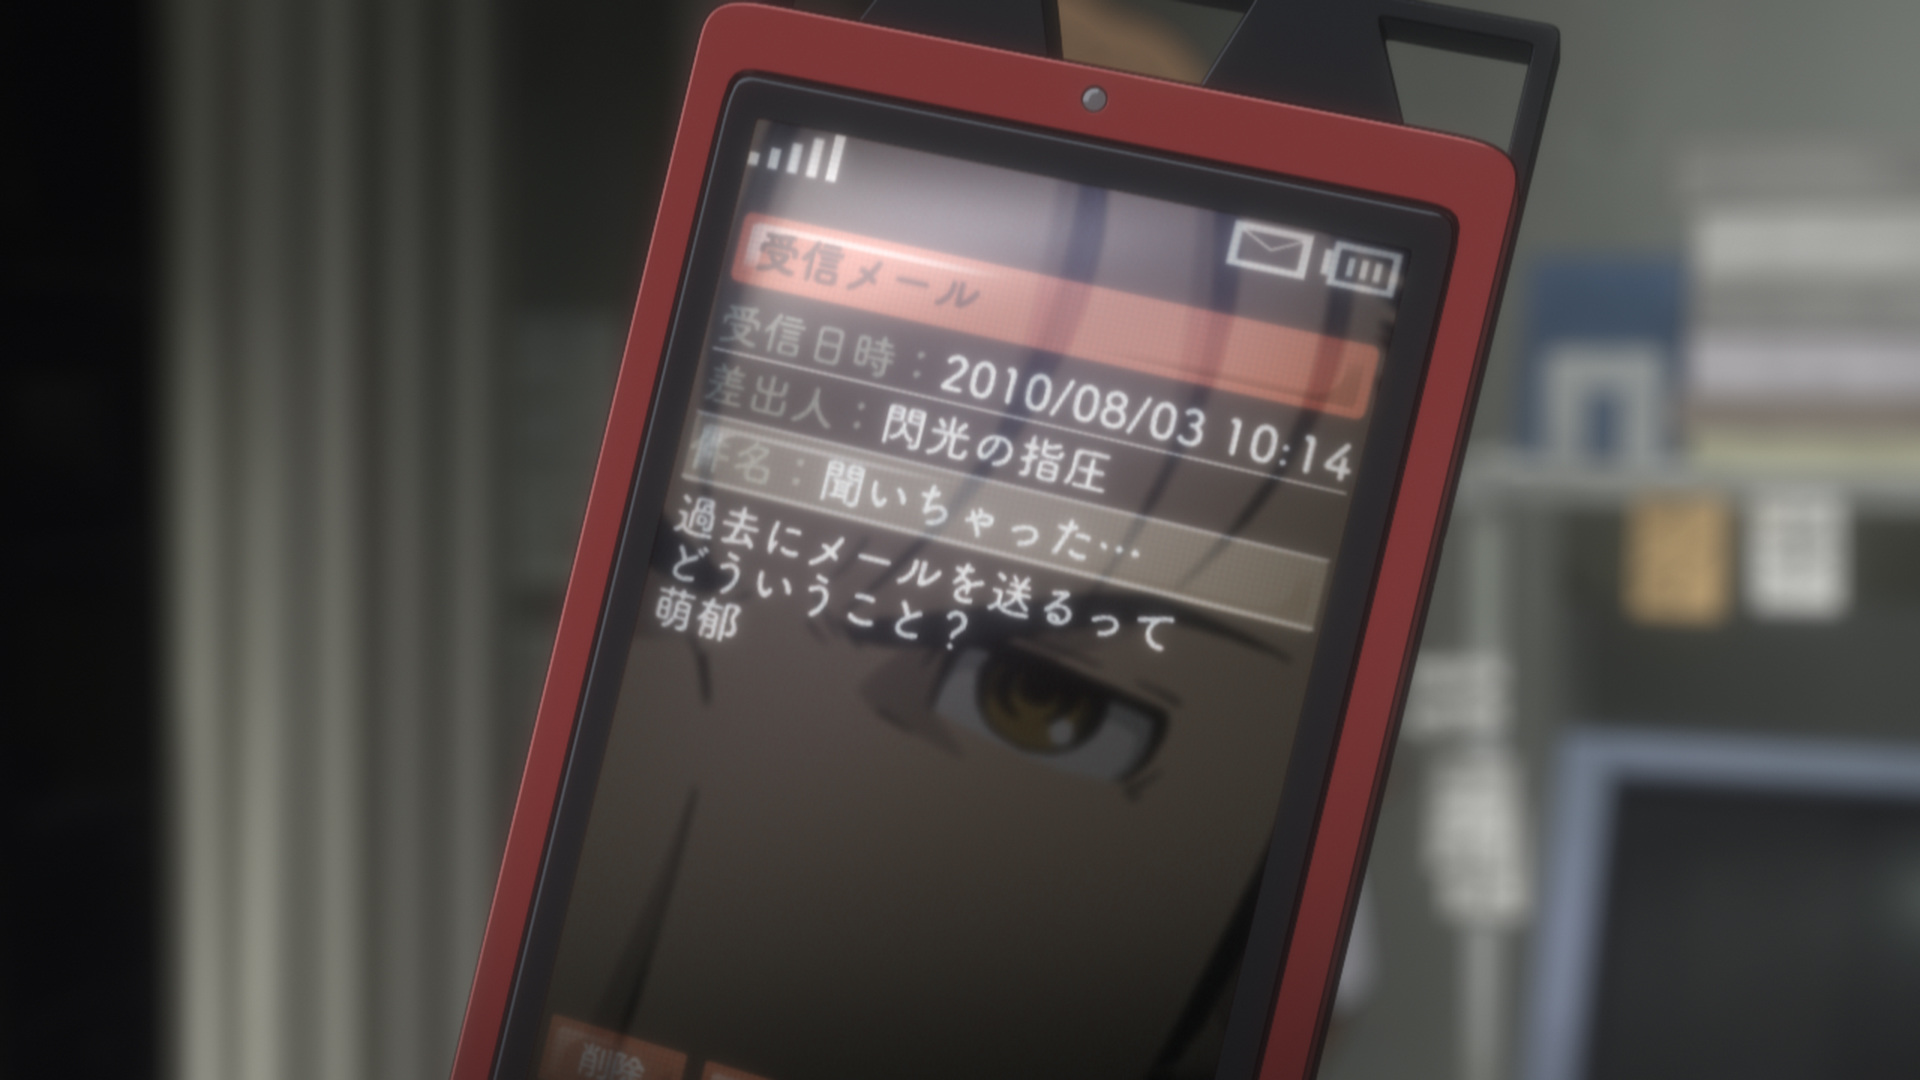 受信メール
受信日時：2010/08/03 10:14
差出人：閃光の指圧
件名：聞いちゃった…
過去にメールを送るって
どういうこと？
萌郁
削除